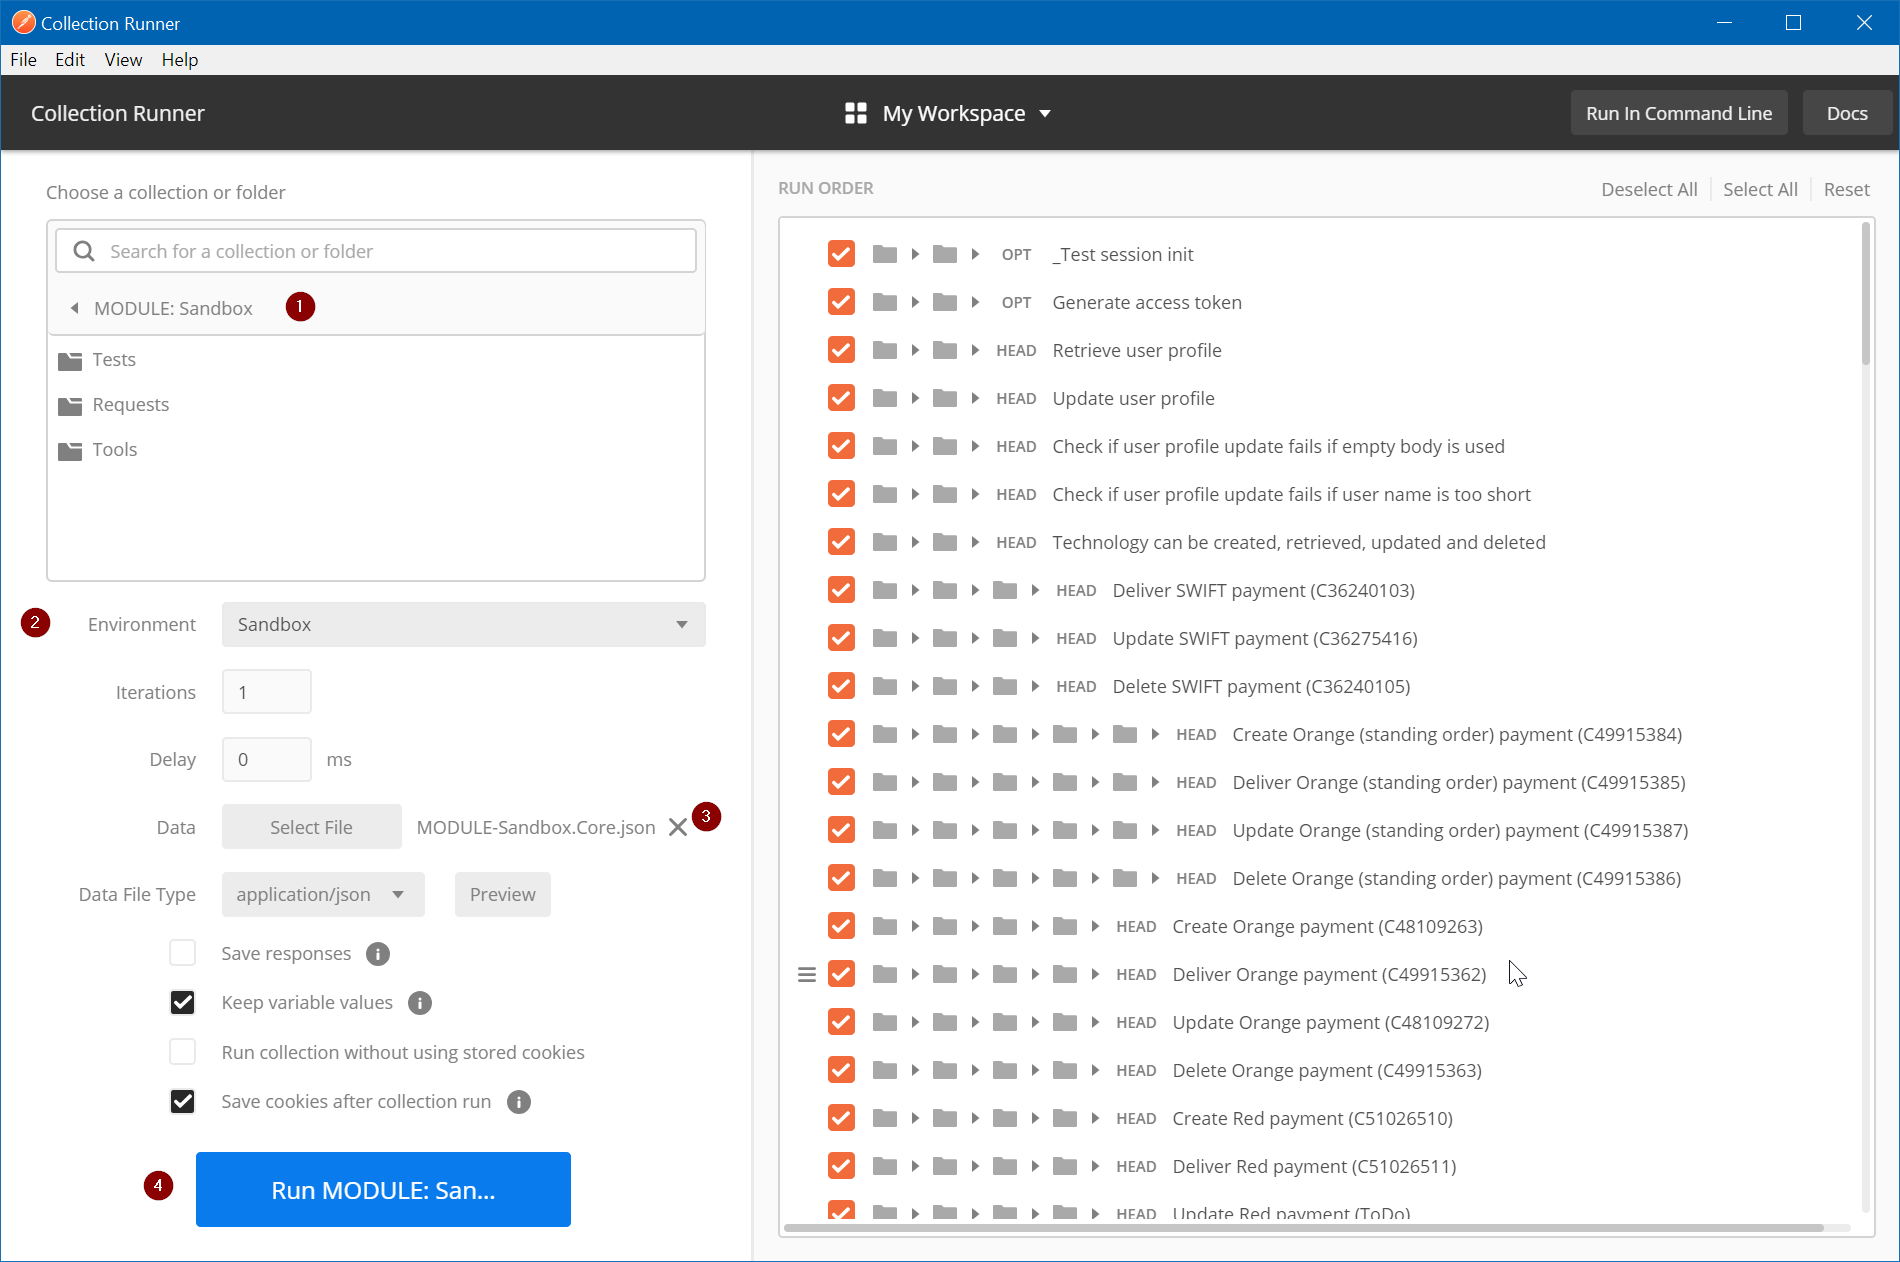 Collection Runner
File Edit View Help
Collection Runner
My Workspace
Run In Command Line
Docs
Choose a collection or folder
Search for a collection or folder
MODULE: Sandbox 1
Tests
Requests
Tools
2 Environment Sandbox
Iterations 1
Delay 0 ms
Data Select File MODULE-Sandbox.Core.json 3
Data File Type application/json Preview
Save responses
Keep variable values
Run collection without using stored cookies
Save cookies after collection run
4 Run MODULE: San...
RUN ORDER
Deselect All Select All Reset
OPT _Test session init
OPT Generate access token
HEAD Retrieve user profile
HEAD Update user profile
HEAD Check if user profile update fails if empty body is used
HEAD Check if user profile update fails if user name is too short
HEAD Technology can be created, retrieved, updated and deleted
HEAD Deliver SWIFT payment (C36240103)
HEAD Update SWIFT payment (C36275416)
HEAD Delete SWIFT payment (C36240105)
HEAD Create Orange (standing order) payment (C49915384)
HEAD Deliver Orange (standing order) payment (C49915385)
HEAD Update Orange (standing order) payment (C49915387)
HEAD Delete Orange (standing order) payment (C49915386)
HEAD Create Orange payment (C48109263)
HEAD Deliver Orange payment (C49915362)
HEAD Update Orange payment (C48109272)
HEAD Delete Orange payment (C49915363)
HEAD Create Red payment (C51026510)
HEAD Deliver Red payment (C51026511)
HEAD Update Red payment (ToDo)